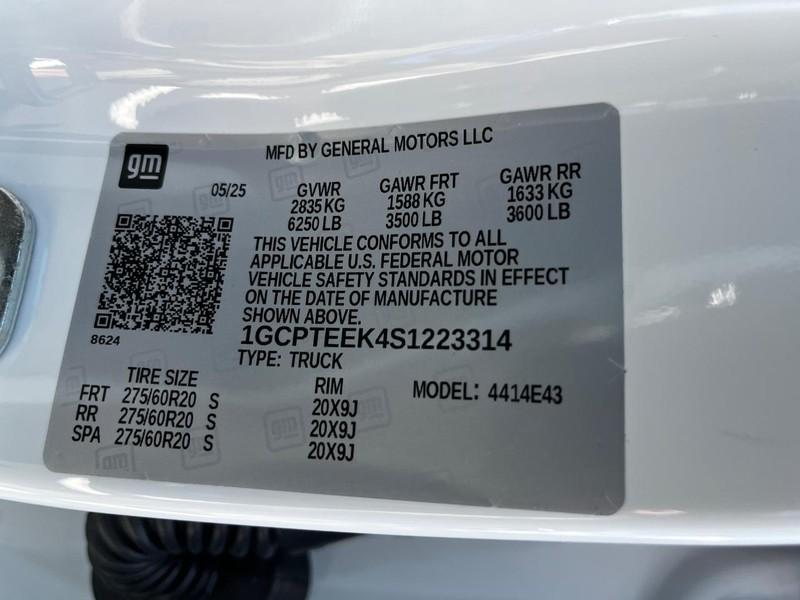 gm
MFD BY GENERAL MOTORS LLC
05/25 GVWR GAWR FRT GAWR RR
2835 KG 1588 KG 1633 KG
6250 LB 3500 LB 3600 LB
THIS VEHICLE CONFORMS TO ALL
APPLICABLE U.S. FEDERAL MOTOR
VEHICLE SAFETY STANDARDS IN EFFECT
ON THE DATE OF MANUFACTURE
SHOWN ABOVE.
8624
1GCPTEEK4S1223314
TYPE: TRUCK
TIRE SIZE RIM MODEL: 4414E43
FRT 275/60R20 S 20X9J
RR 275/60R20 S 20X9J
SPA 275/60R20 S 20X9J